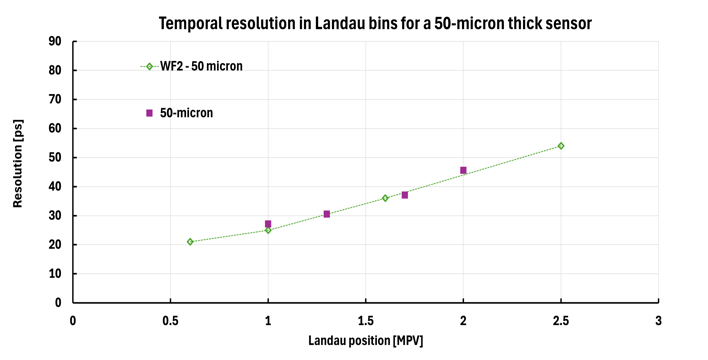 Temporal resolution in Landau bins for a 50-micron thick sensor
90
80
70
60
50
40
30
20
10
0
Resolution [ps]
WF2 - 50 micron
50-micron
0 0.5 1 1.5 2 2.5 3
Landau position [MPV]